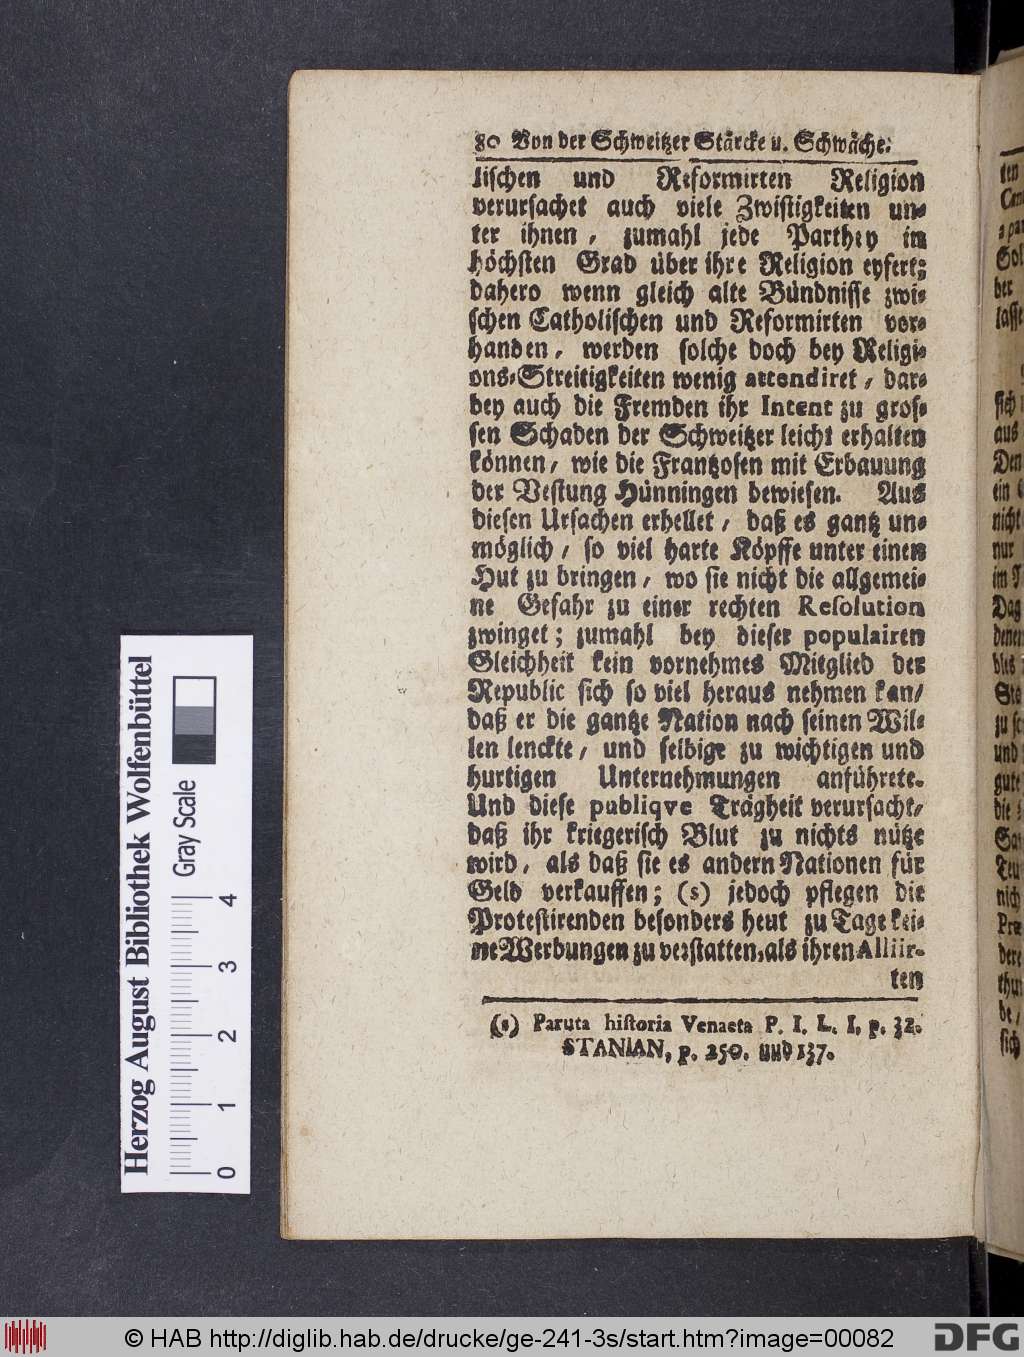 80 Von der Schweitzer Stärcke u. Schwäche.
lischen und Reformirten Religion
verursachet auch viele Zwistigkeiten un-
ter ihnen, zumahl jede Parthey im
höchsten Grad über ihre Religion eyfert;
dahero wenn gleich alte Bündnisse zwi-
schen Catholischen und Reformirten vor-
handen, werden solche doch bey Religi-
ons-Streitigkeiten wenig attendiret, dar-
bey auch die Fremden ihr Intent zu gros-
sen Schaden der Schweitzer leicht erhalten
können, wie die Frantzosen mit Erbauung
der Vestung Hünningen bewiesen. Aus
diesen Ursachen erhellet, daß es gantz un-
möglich, so viel harte Köpffe unter einen
Hut zu bringen, wo sie nicht die allgemei-
ne Gefahr zu einer rechten Resolution
zwinget; zumahl bey dieser populairen
Gleichheit kein vornehmes Mitglied der
Republic sich so viel heraus nehmen kan/
daß er die gantze Nation nach seinen Wil-
len lenckte, und selbige zu wichtigen und
hurtigen Unternehmungen anführete.
Und diese publiqve Trägheit verursacht,
daß ihr kriegerisch Blut zu nichts nütze
wird, als daß sie es andern Nationen für
Geld verkauffen; (s) jedoch pflegen die
Protestirenden besonders heut zu Tage kei-
ne Werbungen zu verstatten, als ihren Alliir-
ten
(s) Paruta historia Venaeta P. I. L. I. p. 32.
STANIAN, p. 250. und 137.
Herzog August Bibliothek Wolfenbüttel
Gray Scale
0 1 2 3 4
© HAB http://diglib.hab.de/drucke/ge-241-3s/start.htm?image=00082
DFG